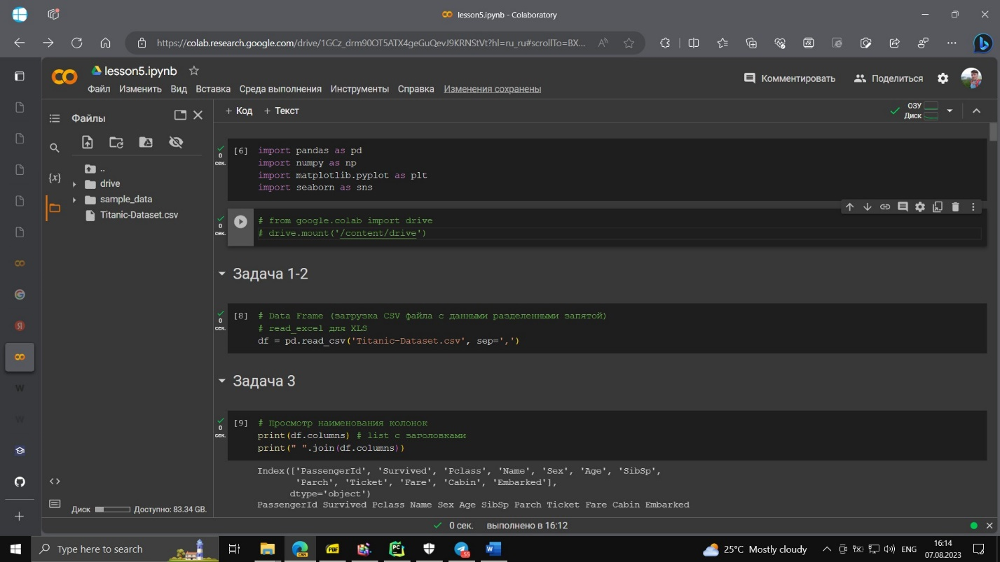 lesson5.ipynb - Colaboratory
https://colab.research.google.com/drive/1GCz_drm90OT5ATX4geGuQevJ9KRNStVt?hl=ru_ru#scrollTo=BX...
lesson5.ipynb
Файл Изменить Вид Вставка Среда выполнения Инструменты Справка Изменения сохранены
Комментировать
Поделиться
Файлы
..
drive
sample_data
Titanic-Dataset.csv
Диск Доступно: 83.34 GB.
+ Код + Текст
ОЗУ
Диск
0
сек.
[6]
import pandas as pd
import numpy as np
import matplotlib.pyplot as plt
import seaborn as sns
0
сек.
# from google.colab import drive
# drive.mount('/content/drive')
Задача 1-2
0
сек.
[8]
# Data Frame (загрузка CSV файла с данными разделенными запятой)
# read_excel для XLS
df = pd.read_csv('Titanic-Dataset.csv', sep=',')
Задача 3
0
сек.
[9]
# Просмотр наименования колонок
print(df.columns) # list с заголовками
print(" ".join(df.columns))
Index(['PassengerId', 'Survived', 'Pclass', 'Name', 'Sex', 'Age', 'SibSp',
'Parch', 'Ticket', 'Fare', 'Cabin', 'Embarked'],
dtype='object')
PassengerId Survived Pclass Name Sex Age SibSp Parch Ticket Fare Cabin Embarked
0 сек. выполнено в 16:12
Type here to search
CAN
PDF
PC
55
W
25°C Mostly cloudy
ENG
16:14
07.08.2023